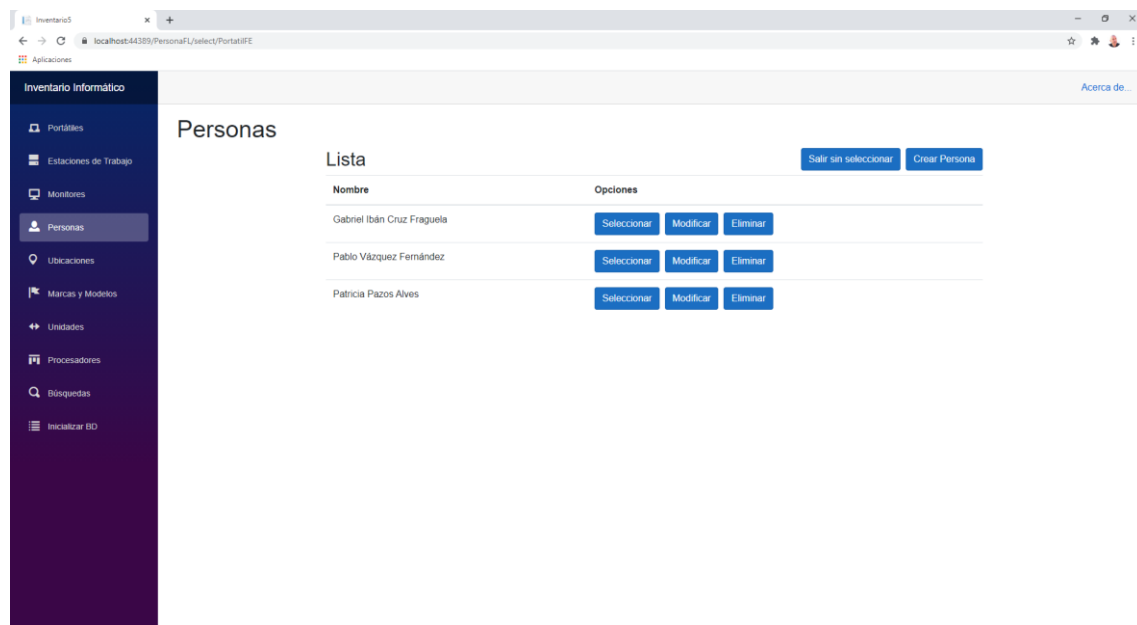 Inventario5
localhost:44389/PersonaFL/select/PortatilFE
Aplicaciones
Inventario Informático
Acerca de...
Portátiles
Estaciones de Trabajo
Monitores
Personas
Ubicaciones
Marcas y Modelos
Unidades
Procesadores
Búsquedas
Inicializar BD
Personas
Lista Salir sin seleccionar Crear Persona
Nombre Opciones
Gabriel Ibán Cruz Fraguela Seleccionar Modificar Eliminar
Pablo Vázquez Fernández Seleccionar Modificar Eliminar
Patricia Pazos Alves Seleccionar Modificar Eliminar